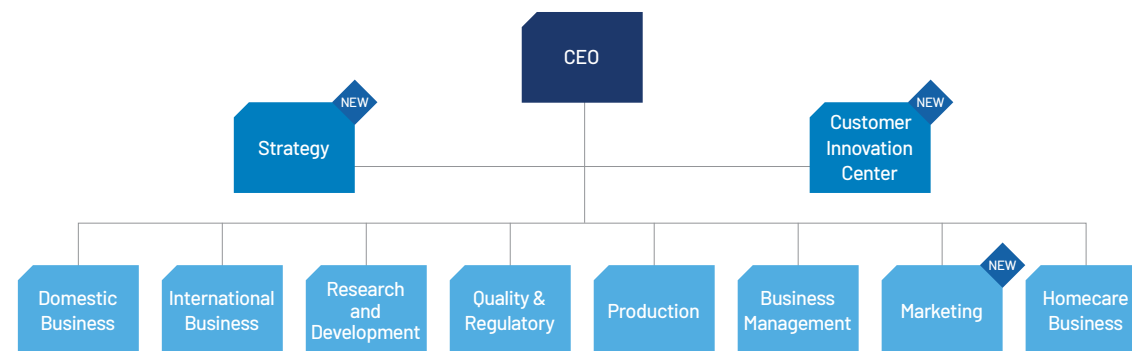 CEO
NEW
Strategy
NEW
Customer
Innovation
Center
Domestic
Business
International
Business
Research
and
Development
Quality &
Regulatory
Production
Business
Management
NEW
Marketing
Homecare
Business